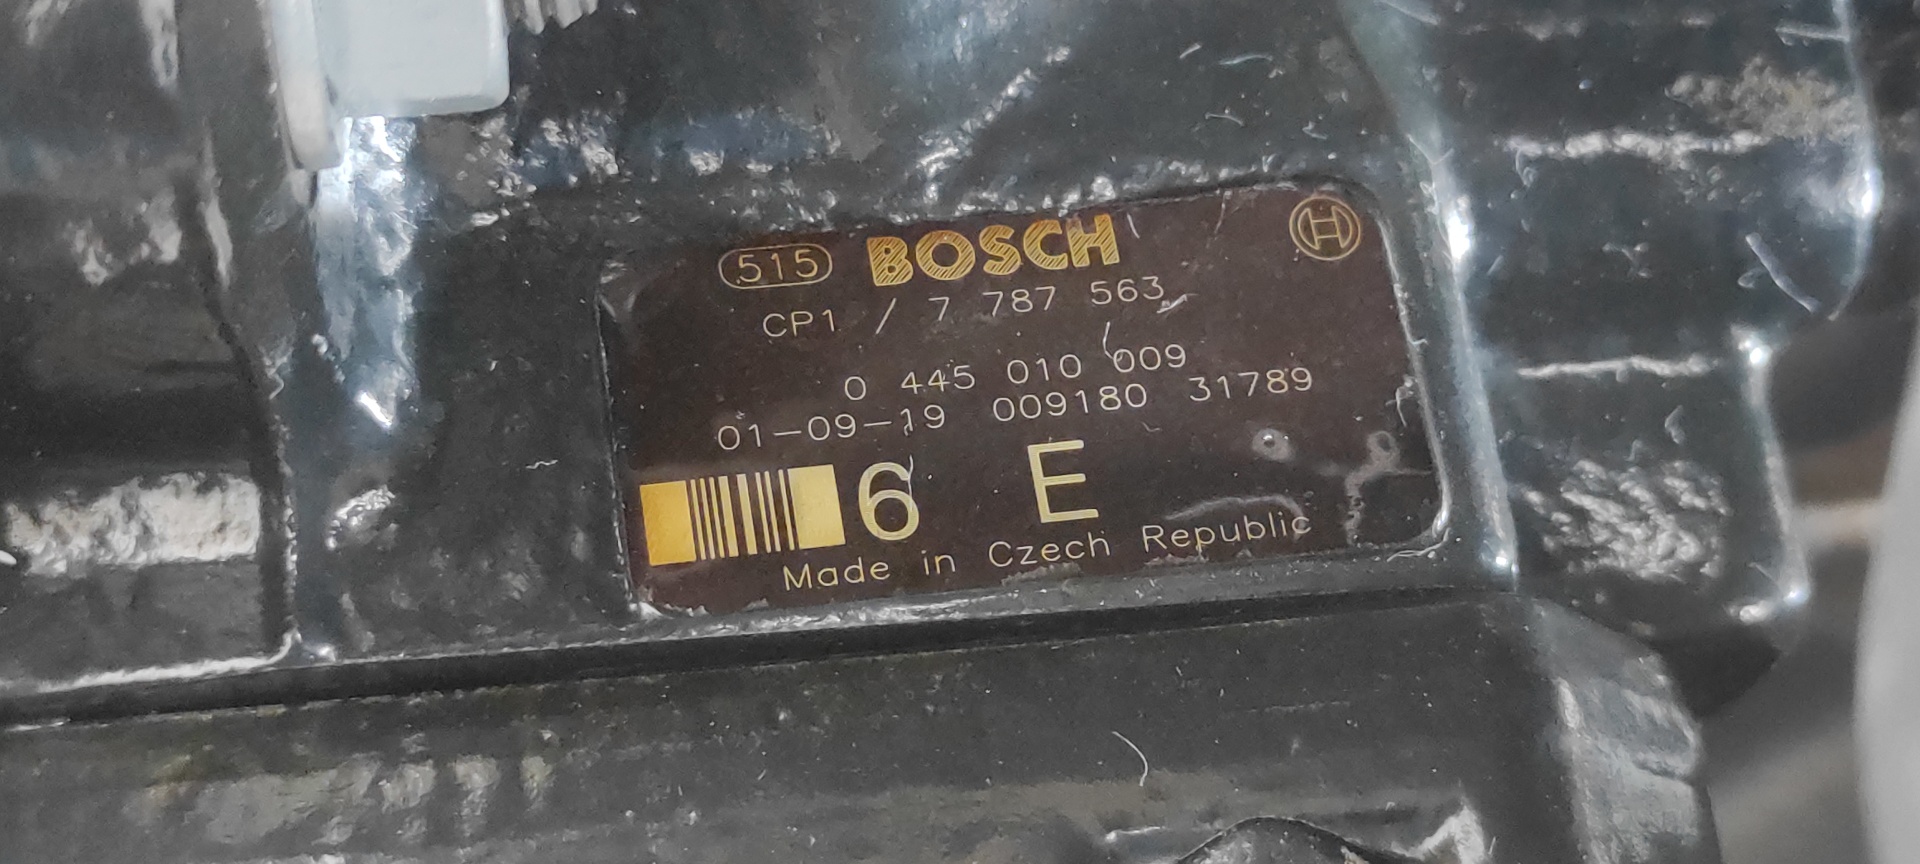 515 BOSCH
CP1 / 7 787 563
0 445 010 009
01-09-19 009180 31789
6 E
Made in Czech Republic